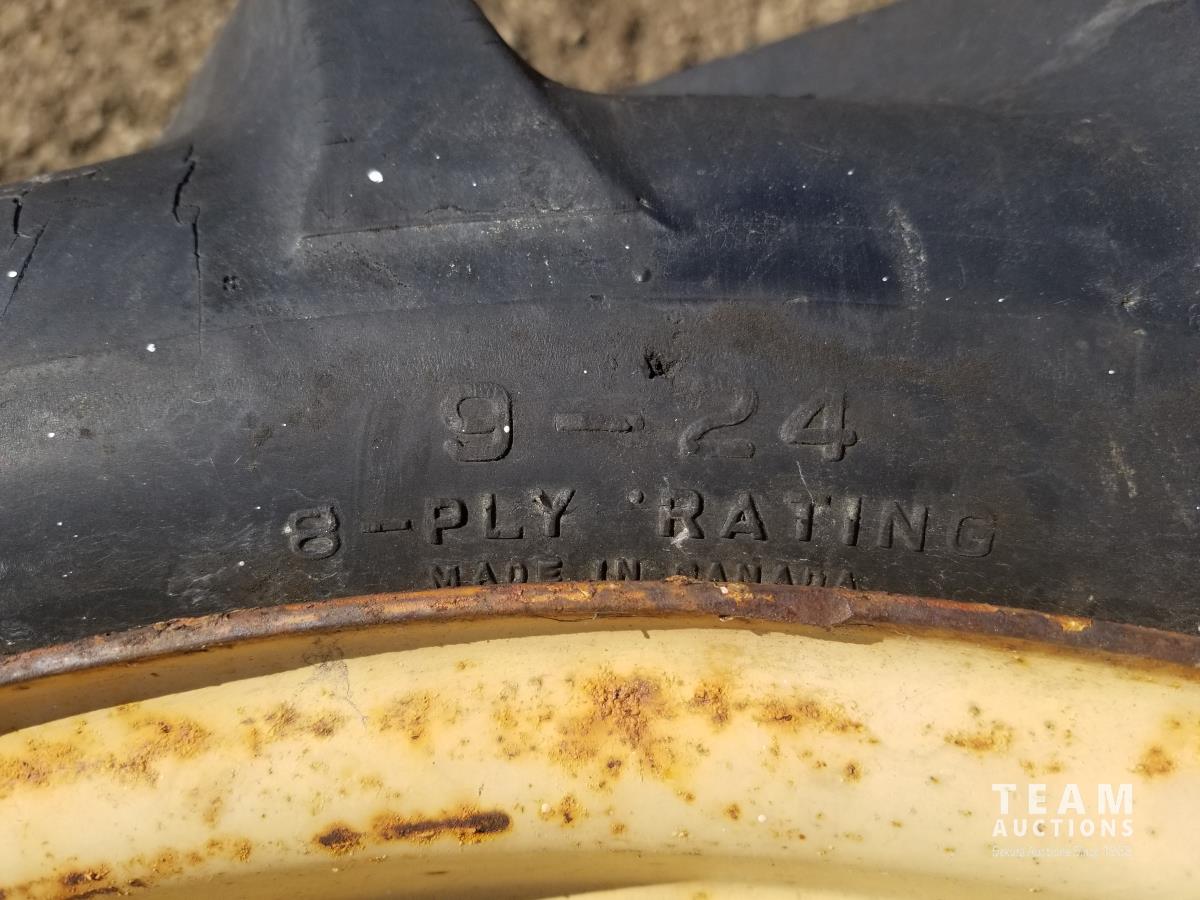 9-24
8-PLY RATING
MADE IN CANADA
TEAM
AUCTIONS